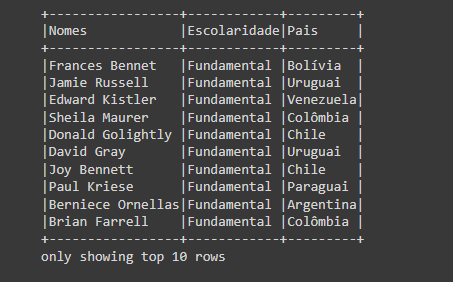 +-----------------+------------+---------+
|Nomes            |Escolaridade|Pais     |
+-----------------+------------+---------+
|Frances Bennet   |Fundamental |Bolívia  |
|Jamie Russell    |Fundamental |Uruguai  |
|Edward Kistler   |Fundamental |Venezuela|
|Sheila Maurer    |Fundamental |Colômbia |
|Donald Golightly |Fundamental |Chile    |
|David Gray       |Fundamental |Uruguai  |
|Joy Bennett      |Fundamental |Chile    |
|Paul Kriese      |Fundamental |Paraguai |
|Berniece Ornellas|Fundamental |Argentina|
|Brian Farrell    |Fundamental |Colômbia |
+-----------------+------------+---------+
only showing top 10 rows